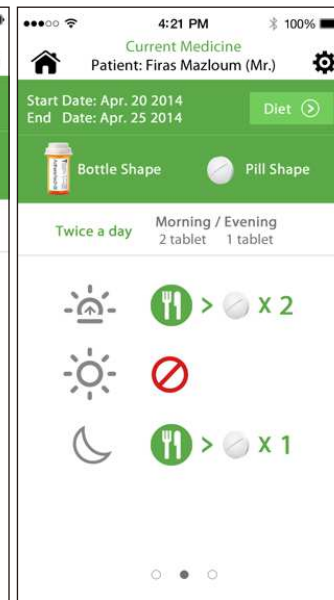 4:21 PM
100%
Current Medicine
Patient: Firas Mazloum (Mr.)
Start Date: Apr. 20 2014
End Date: Apr. 25 2014
Diet
Bottle Shape
Pill Shape
Twice a day
Morning / Evening
2 tablet 1 tablet
> X 2
> X 1